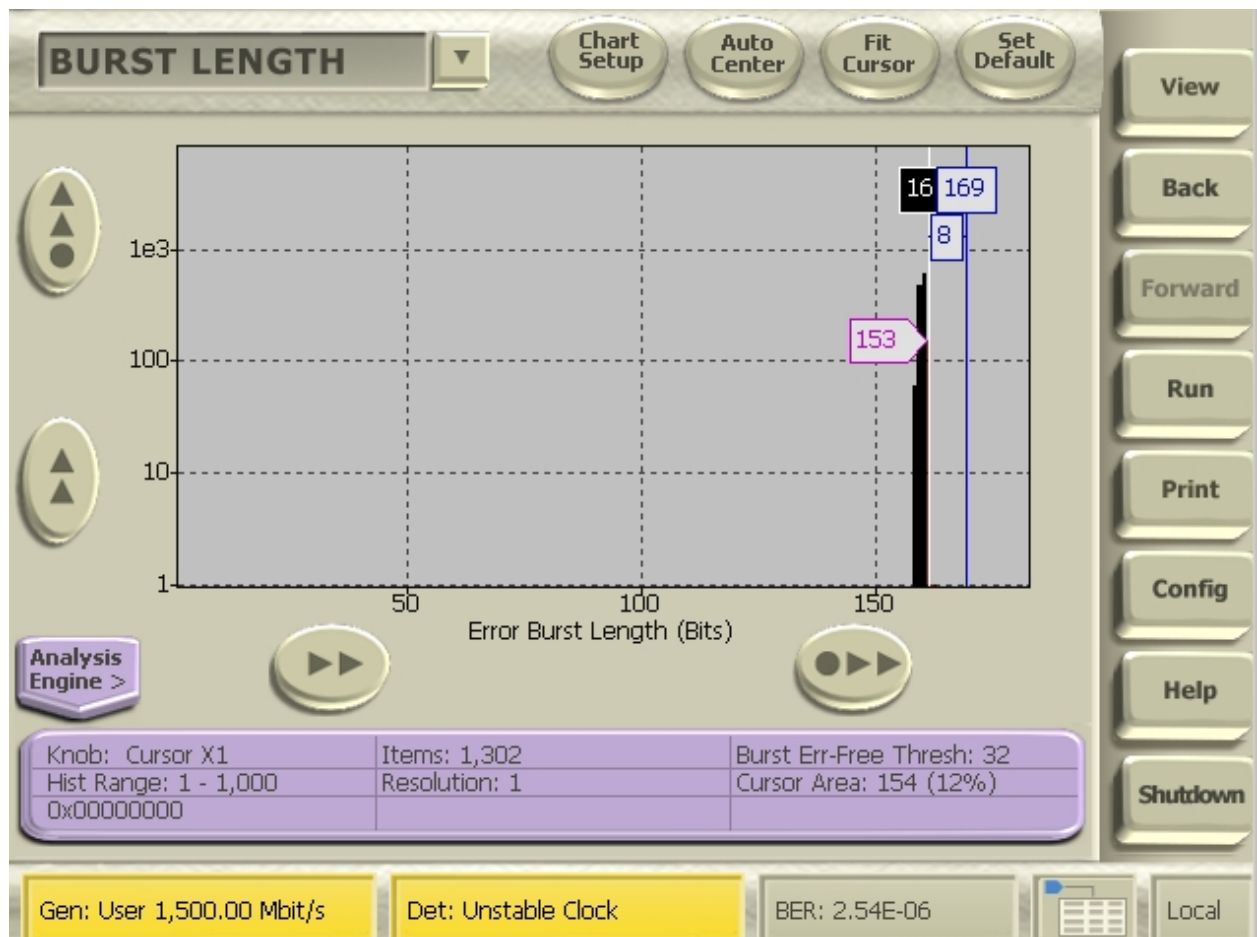 BURST LENGTH
Chart Setup
Auto Center
Fit Cursor
Set Default
View
Back
Forward
Run
Print
Config
Help
Shutdown
16
169
8
153
1e3
100
10
1
50
100
150
Error Burst Length (Bits)
Analysis
Engine >
Knob: Cursor X1
Items: 1,302
Burst Err-Free Thresh: 32
Hist Range: 1 - 1,000
Resolution: 1
Cursor Area: 154 (12%)
0x00000000
Gen: User 1,500.00 Mbit/s
Det: Unstable Clock
BER: 2.54E-06
Local